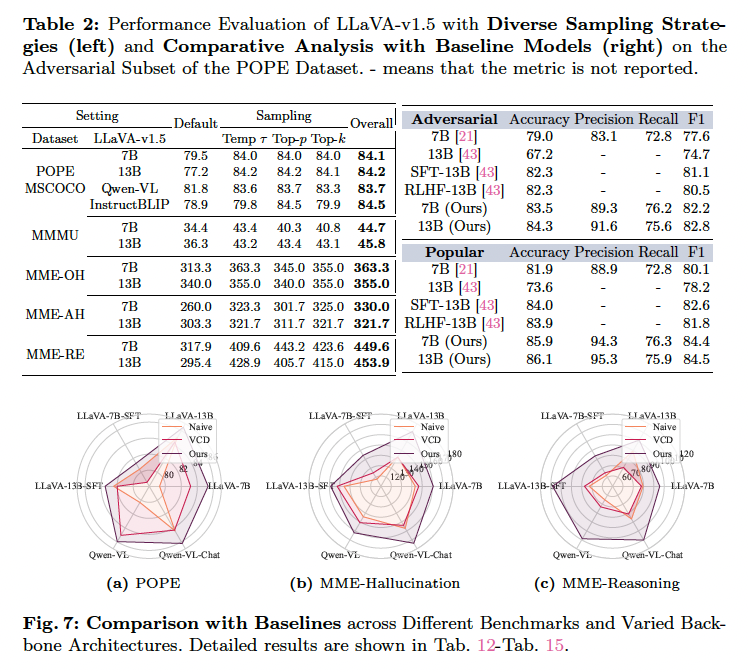 Table 2: Performance Evaluation of LLaVA-v1.5 with Diverse Sampling Strate-
gies (left) and Comparative Analysis with Baseline Models (right) on the
Adversarial Subset of the POPE Dataset. - means that the metric is not reported.
Setting Default Sampling Overall
Dataset LLaVA-v1.5 Temp τ Top-p Top-k
POPE MSCOCO
7B 79.5 84.0 84.0 84.0 84.1
13B 77.2 84.2 84.2 84.1 84.2
Qwen-VL 81.8 83.6 83.7 83.3 83.7
InstructBLIP 78.9 79.8 84.5 79.9 84.5
MMMU
7B 34.4 43.4 40.3 40.8 44.7
13B 36.3 43.2 43.4 43.1 45.8
MME-OH
7B 313.3 363.3 345.0 355.0 363.3
13B 340.0 355.0 340.0 355.0 355.0
MME-AH
7B 260.0 323.3 301.7 325.0 330.0
13B 303.3 321.7 311.7 321.7 321.7
MME-RE
7B 317.9 409.6 443.2 423.6 449.6
13B 295.4 428.9 405.7 415.0 453.9
Adversarial Accuracy Precision Recall F1
7B [21] 79.0 83.1 72.8 77.6
13B [43] 67.2 - - 74.7
SFT-13B [43] 82.3 - - 81.1
RLHF-13B [43] 82.3 - - 80.5
7B (Ours) 83.5 89.3 76.2 82.2
13B (Ours) 84.3 91.6 75.6 82.8
Popular Accuracy Precision Recall F1
7B [21] 81.9 88.9 72.8 80.1
13B [43] 73.6 - - 78.2
SFT-13B [43] 84.0 - - 82.6
RLHF-13B [43] 83.9 - - 81.8
7B (Ours) 85.9 94.3 76.3 84.4
13B (Ours) 86.1 95.3 75.9 84.5
LLaVA-7B-SFT LLaVA-13B
Naive
VCD
Ours
80 82
LLaVA-13B-SFT LLaVA-7B
Qwen-VL Qwen-VL-Chat
(a) POPE
LLaVA-7B-SFT LLaVA-13B
Naive
VCD
Ours
120 140 180
LLaVA-13B-SFT LLaVA-7B
Qwen-VL Qwen-VL-Chat
(b) MME-Hallucination
LLaVA-7B-SFT LLaVA-13B
Naive
VCD
Ours
60 70 80 120
LLaVA-13B-SFT LLaVA-7B
Qwen-VL Qwen-VL-Chat
(c) MME-Reasoning
Fig. 7: Comparison with Baselines across Different Benchmarks and Varied Back-
bone Architectures. Detailed results are shown in Tab. 12-Tab. 15.